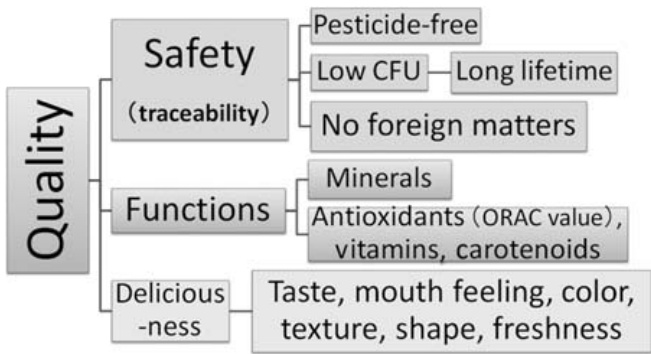 Quality
Safety
(traceability)
Pesticide-free
Low CFU
Long lifetime
No foreign matters
Functions
Minerals
Antioxidants (ORAC value),
vitamins, carotenoids
Delicious
-ness
Taste, mouth feeling, color,
texture, shape, freshness